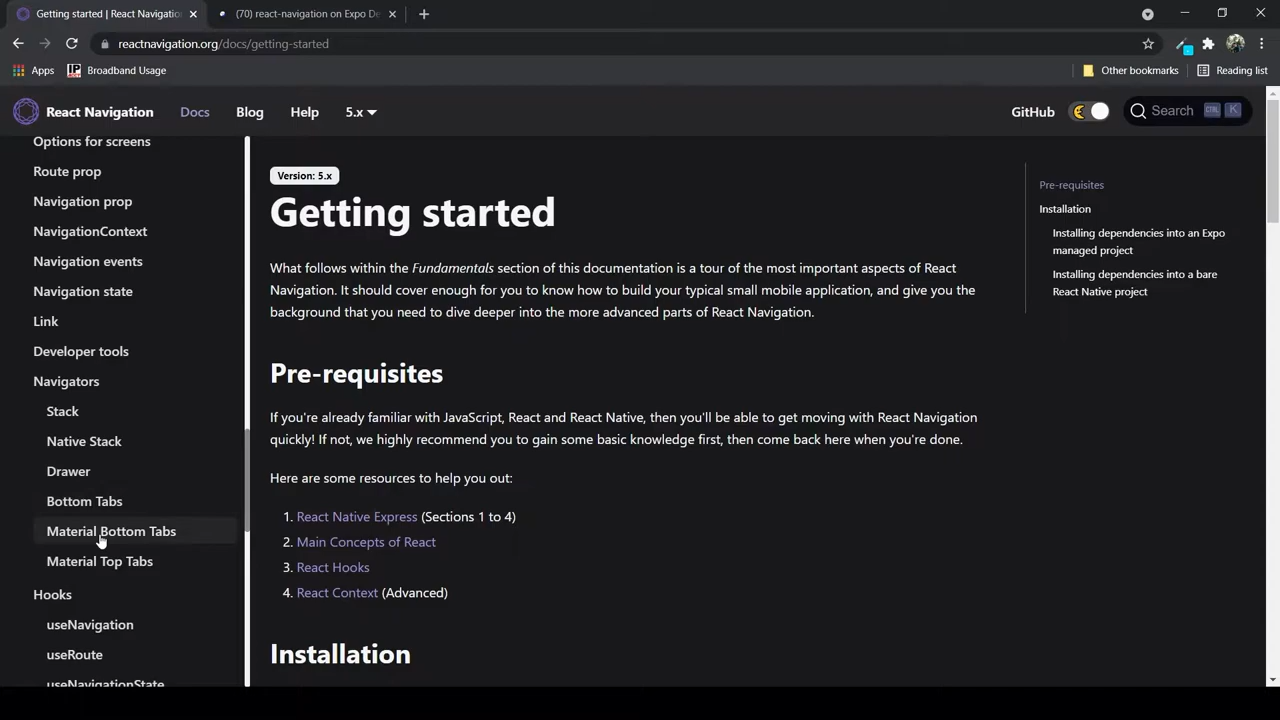 Getting started | React Navigatio
(70) react-navigation on Expo De
reactnavigation.org/docs/getting-started
Apps
Broadband Usage
Other bookmarks
Reading list
React Navigation
Docs
Blog
Help
5.x
GitHub
Search
CTRL
K
Options for screens
Route prop
Navigation prop
NavigationContext
Navigation events
Navigation state
Link
Developer tools
Navigators
Stack
Native Stack
Drawer
Bottom Tabs
Material Bottom Tabs
Material Top Tabs
Hooks
useNavigation
useRoute
useNavigationState
Version: 5.x
Getting started
What follows within the Fundamentals section of this documentation is a tour of the most important aspects of React
Navigation. It should cover enough for you to know how to build your typical small mobile application, and give you the
background that you need to dive deeper into the more advanced parts of React Navigation.
Pre-requisites
If you're already familiar with JavaScript, React and React Native, then you'll be able to get moving with React Navigation
quickly! If not, we highly recommend you to gain some basic knowledge first, then come back here when you're done.
Here are some resources to help you out:
1. React Native Express (Sections 1 to 4)
2. Main Concepts of React
3. React Hooks
4. React Context (Advanced)
Installation
Pre-requisites
Installation
Installing dependencies into an Expo
managed project
Installing dependencies into a bare
React Native project